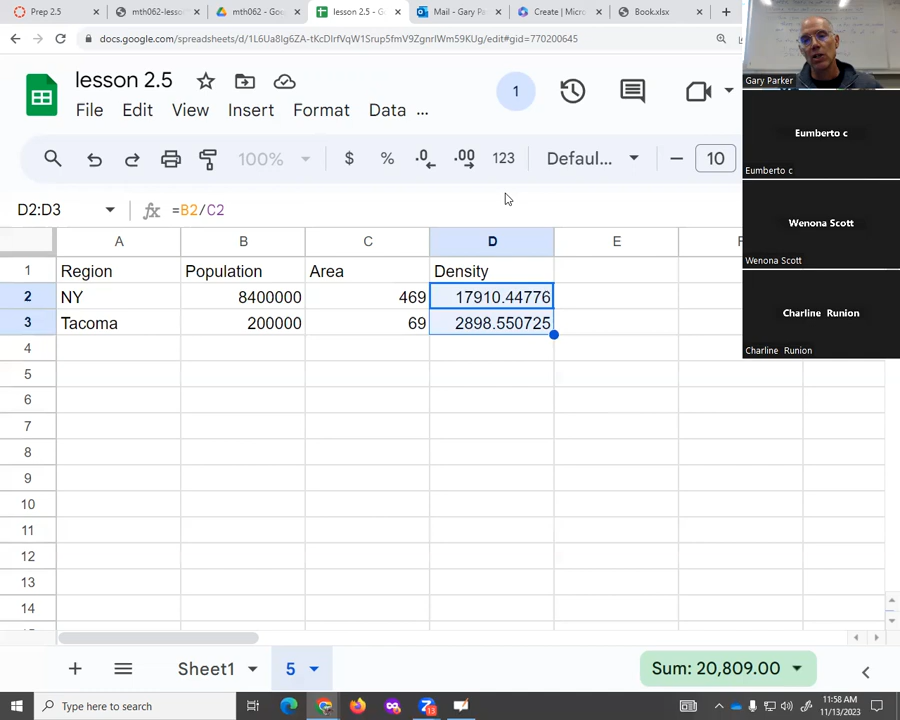 Prep 2.5
mth062-lesso
mth062 - Goo
lesson 2.5 - G
Mail - Gary Pa
Create | Micro
Book.xlsx
docs.google.com/spreadsheets/d/1L6Ua8Ig6ZA-tKcDIrfVqW1Srup5fmV9ZgnrlWm59KUg/edit#gid=770200645
lesson 2.5
1
File Edit View Insert Format Data ...
100% $ % .0 .00 123 Defaul... 10
D2:D3
=B2/C2
A B C D E F
1 Region Population Area Density
2 NY 8400000 469 17910.44776
3 Tacoma 200000 69 2898.550725
4
5
6
7
8
9
10
11
12
13
14
Sheet1
5
Sum: 20,809.00
Gary Parker
Eumberto c
Eumberto c
Wenona Scott
Wenona Scott
Charline Runion
Charline Runion
Type here to search
13
11:58 AM
11/13/2023